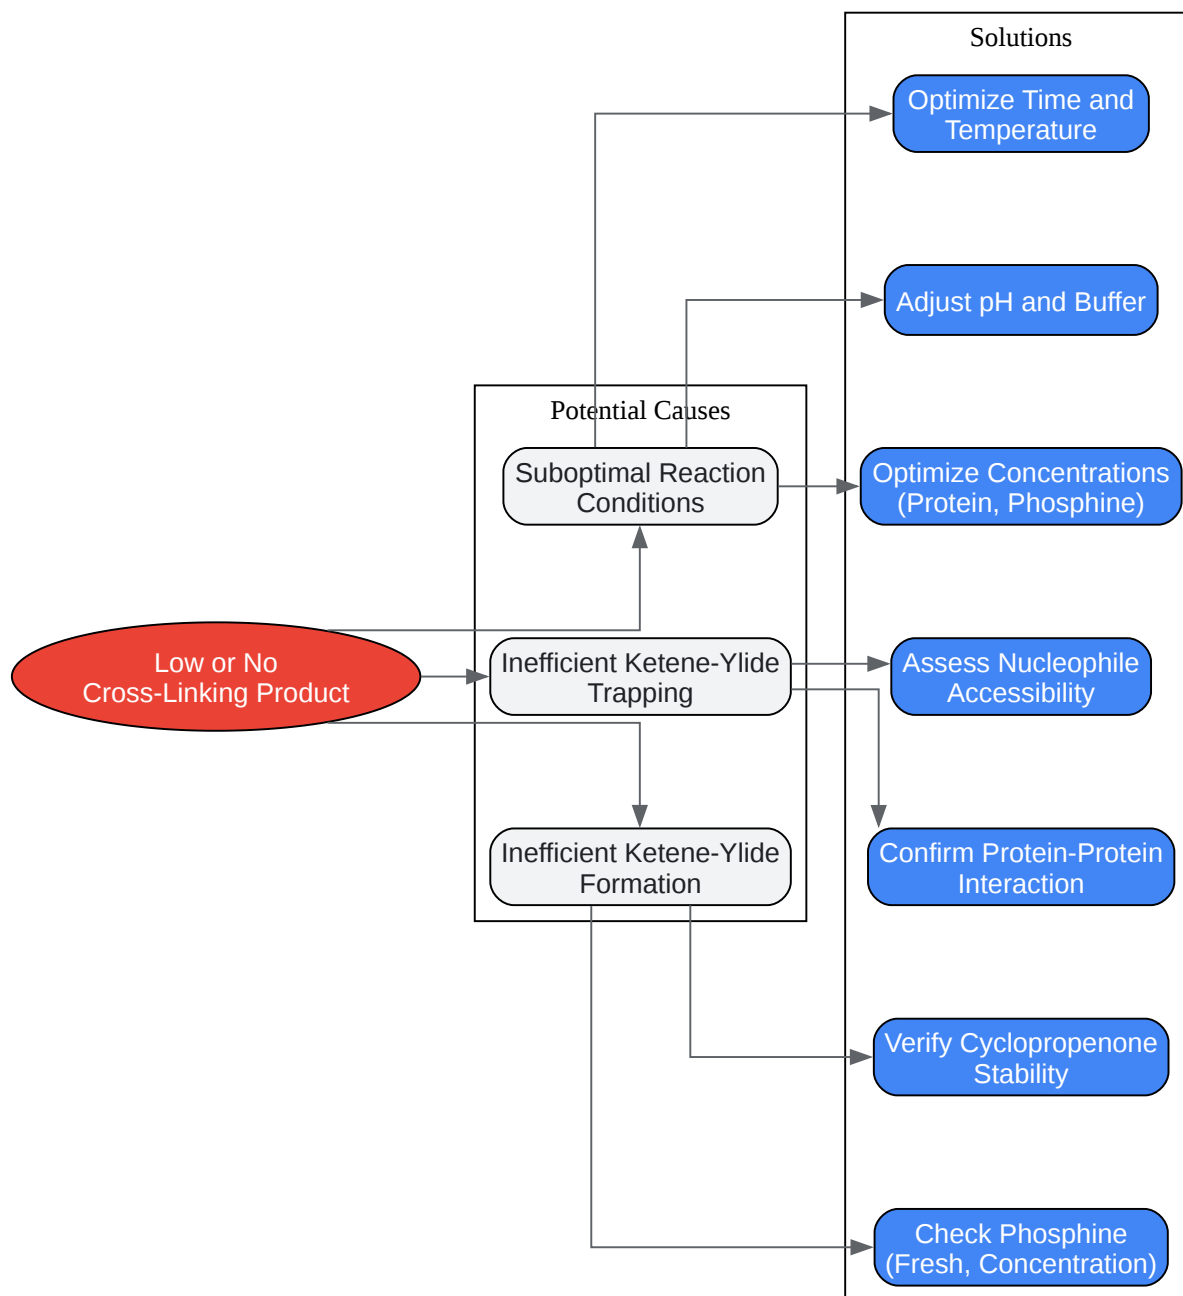 Solutions
Optimize Time and
Temperature
Adjust pH and Buffer
Potential Causes
Suboptimal Reaction
Conditions
Optimize Concentrations
(Protein, Phosphine)
Low or No
Cross-Linking Product
Inefficient Ketene-Ylide
Trapping
Assess Nucleophile
Accessibility
Inefficient Ketene-Ylide
Formation
Confirm Protein-Protein
Interaction
Verify Cyclopropenone
Stability
Check Phosphine
(Fresh, Concentration)